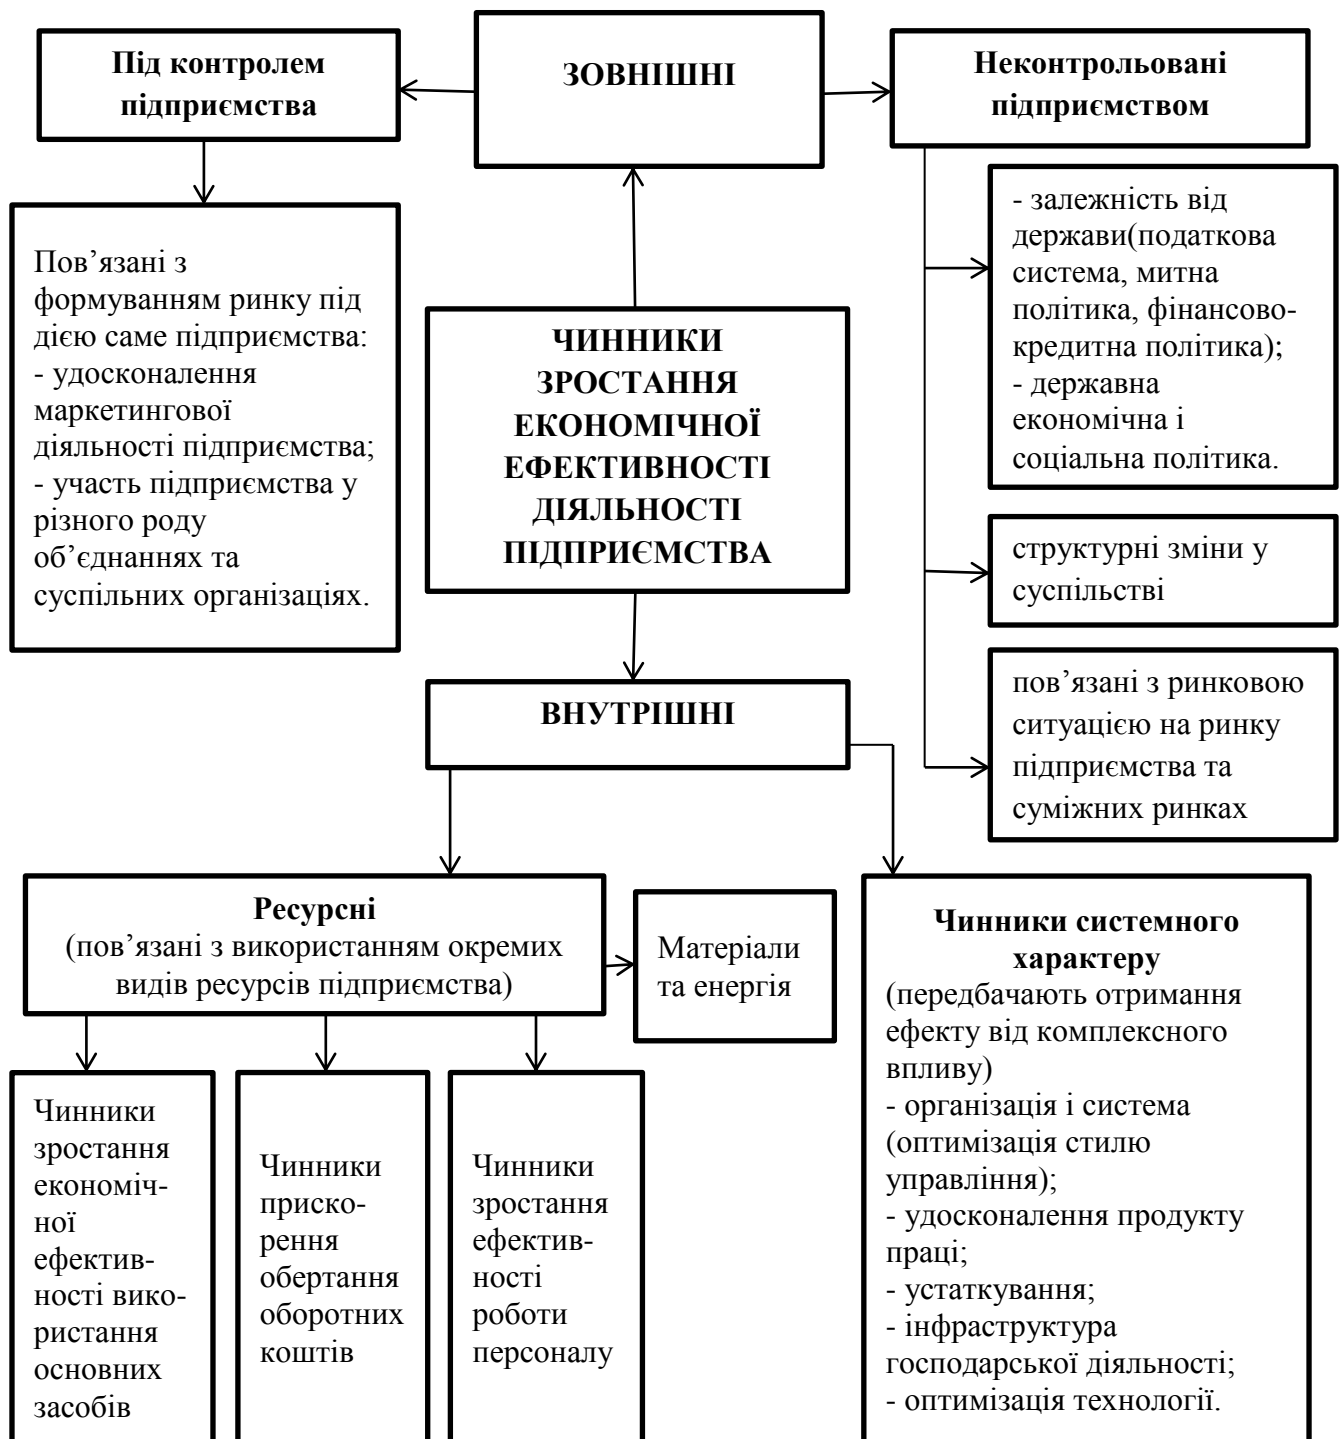 Під контролем
підприємства
ЗОВНІШНІ
Неконтрольовані
підприємством
Пов’язані з
формуванням ринку під
дією саме підприємства:
- удосконалення
маркетингової
діяльності підприємства;
- участь підприємства у
різного роду
об’єднаннях та
суспільних організаціях.
ЧИННИКИ
ЗРОСТАННЯ
ЕКОНОМІЧНОЇ
ЕФЕКТИВНОСТІ
ДІЯЛЬНОСТІ
ПІДПРИЄМСТВА
- залежність від
держави(податкова
система, митна
політика, фінансово-
кредитна політика);
- державна
економічна і
соціальна політика.
структурні зміни у
суспільстві
пов’язані з ринковою
ситуацією на ринку
підприємства та
суміжних ринках
ВНУТРІШНІ
Ресурсні
(пов’язані з використанням окремих
видів ресурсів підприємства)
Матеріали
та енергія
Чинники
зростання
економіч-
ної
ефектив-
ності вико-
ристання
основних
засобів
Чинники
приско-
рення
обертання
оборотних
коштів
Чинники
зростання
ефектив-
ності
роботи
персоналу
Чинники системного
характеру
(передбачають отримання
ефекту від комплексного
впливу)
- організація і система
(оптимізація стилю
управління);
- удосконалення продукту
праці;
- устаткування;
- інфраструктура
господарської діяльності;
- оптимізація технології.